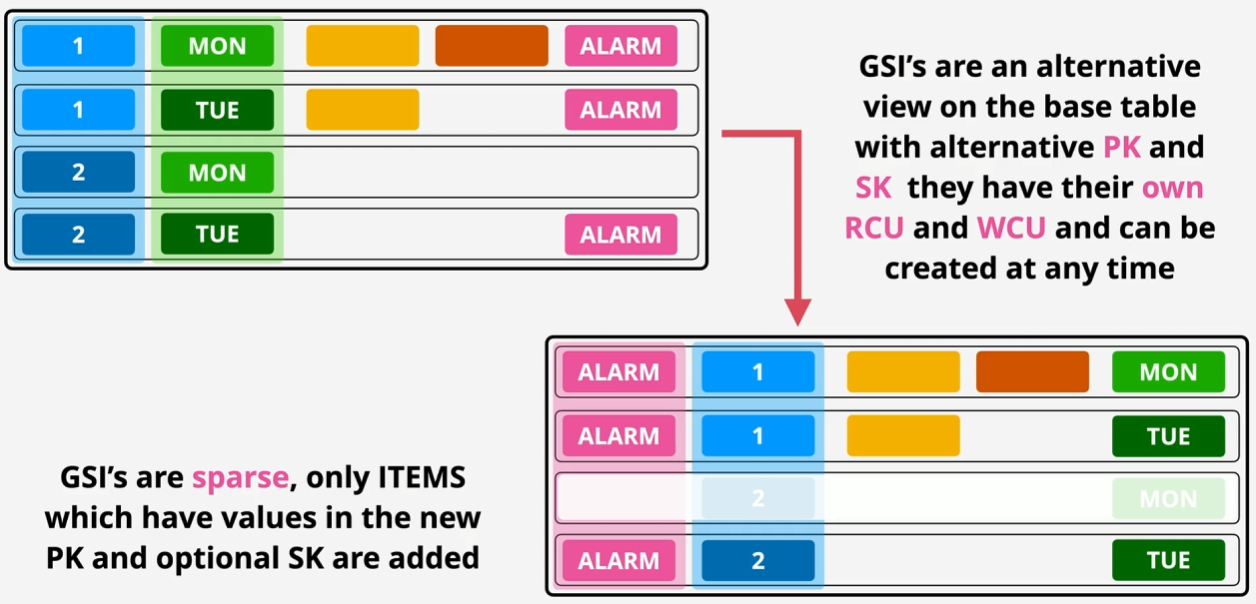 1 MON ALARM
1 TUE ALARM
2 MON
2 TUE ALARM
GSI's are an alternative
view on the base table
with alternative PK and
SK they have their own
RCU and WCU and can be
created at any time
ALARM 1 MON
ALARM 1 TUE
2 MON
ALARM 2 TUE
GSI's are sparse, only ITEMS
which have values in the new
PK and optional SK are added